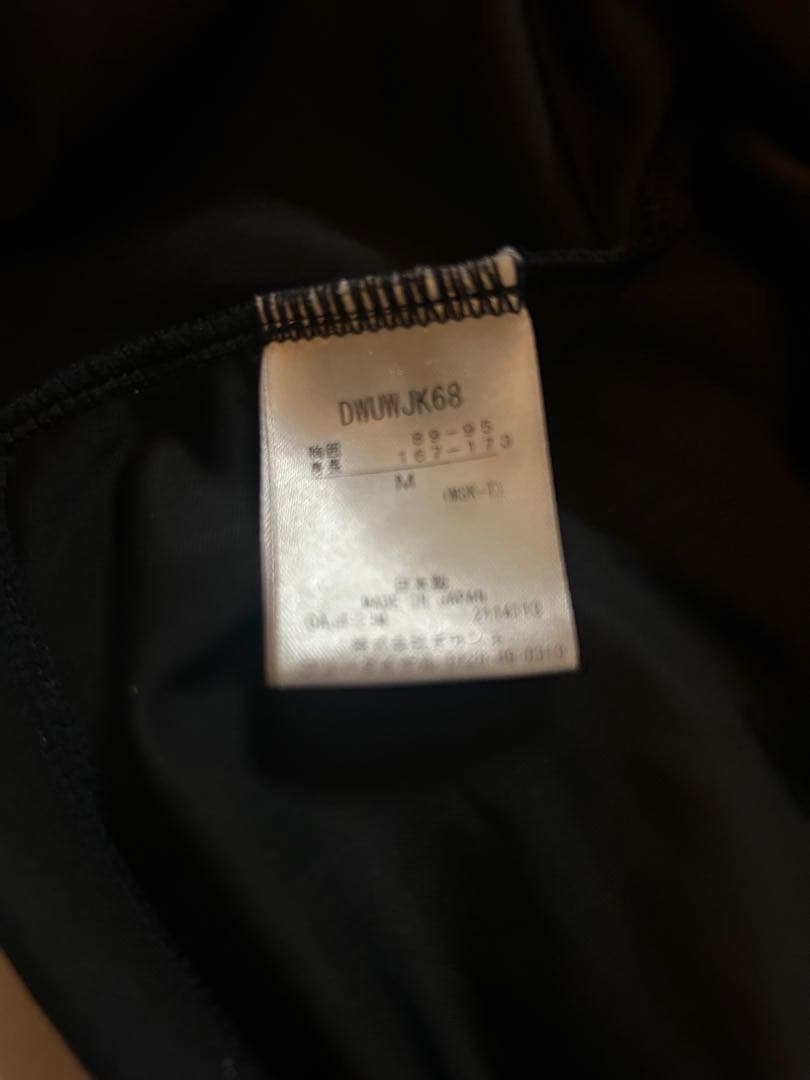 DWUWJK68
胸囲 89-95
身長 167-173
M (MSK-T)
日本製
MADE IN JAPAN
株式会社デサント